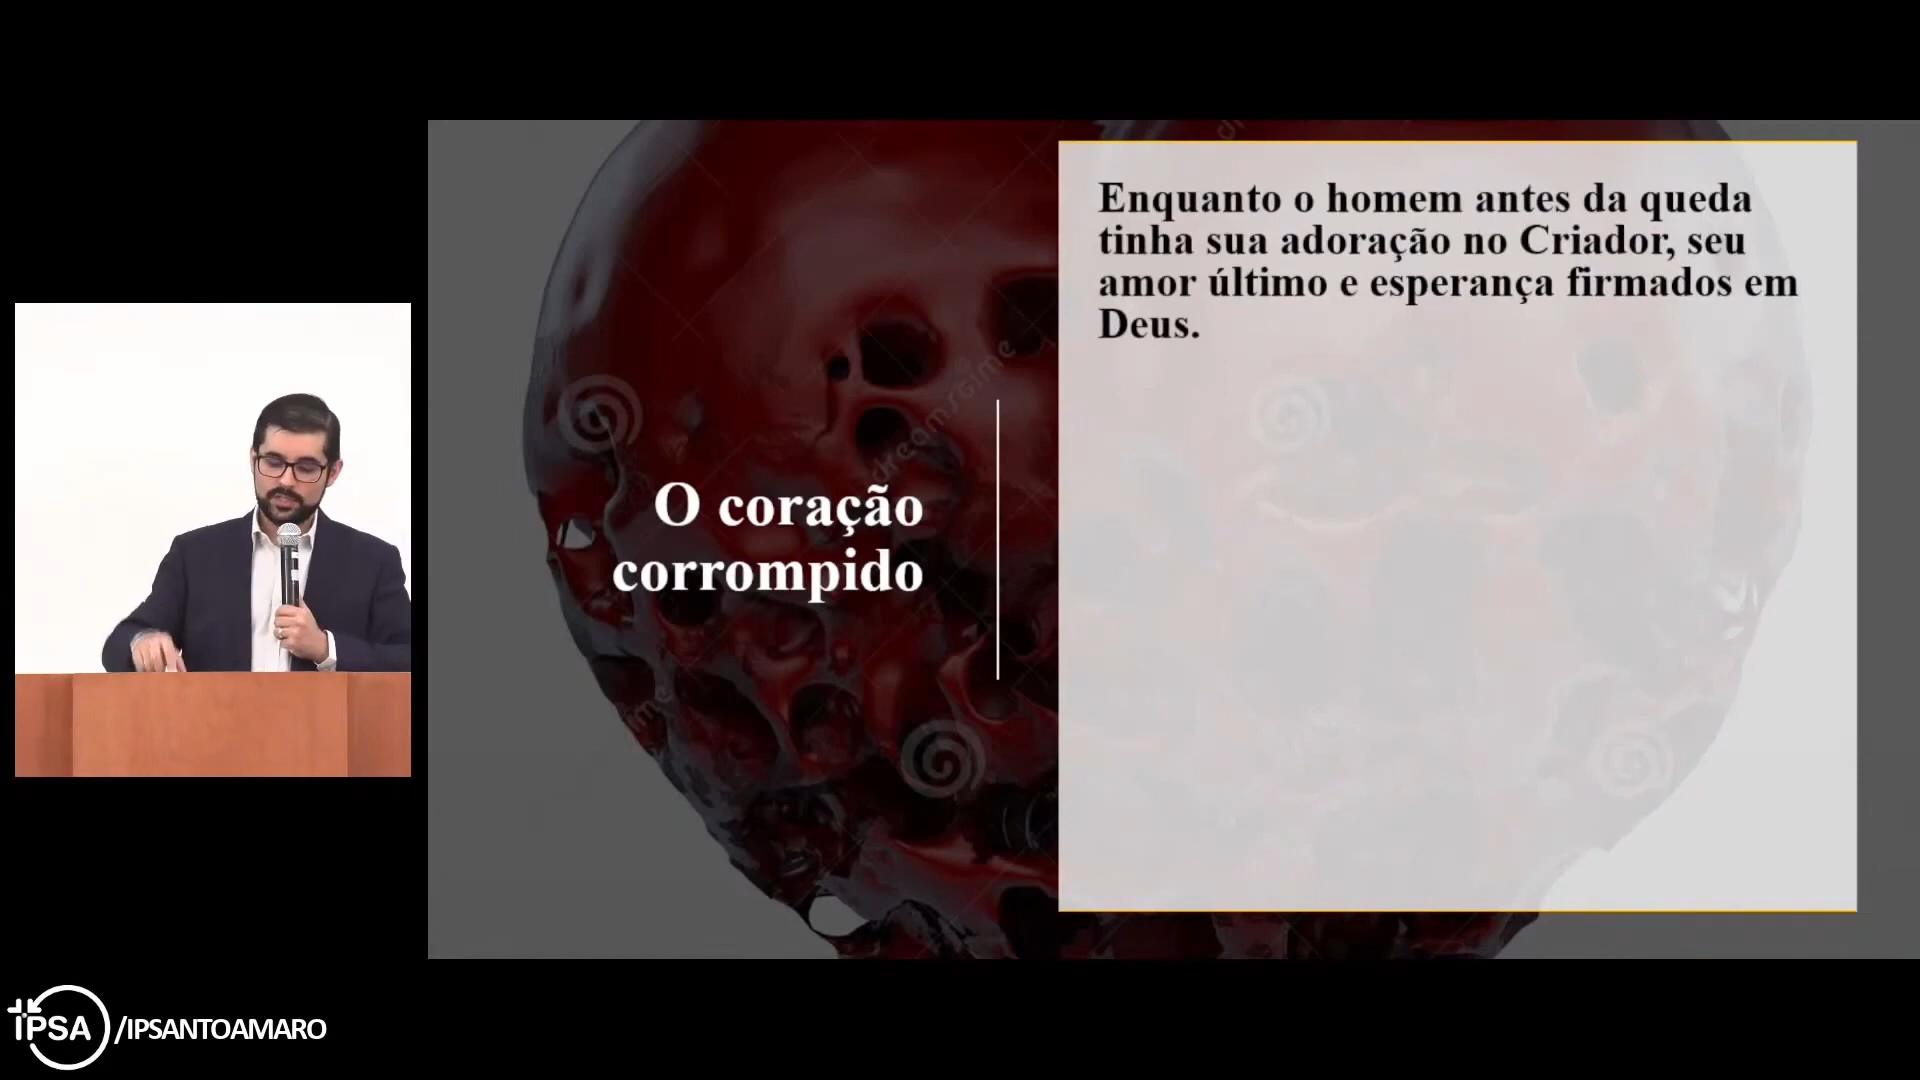 Enquanto o homem antes da queda
tinha sua adoração no Criador, seu
amor último e esperança firmados em
Deus.
O coração
corrompido
dreamstime
IPSA /IPSANTOAMARO